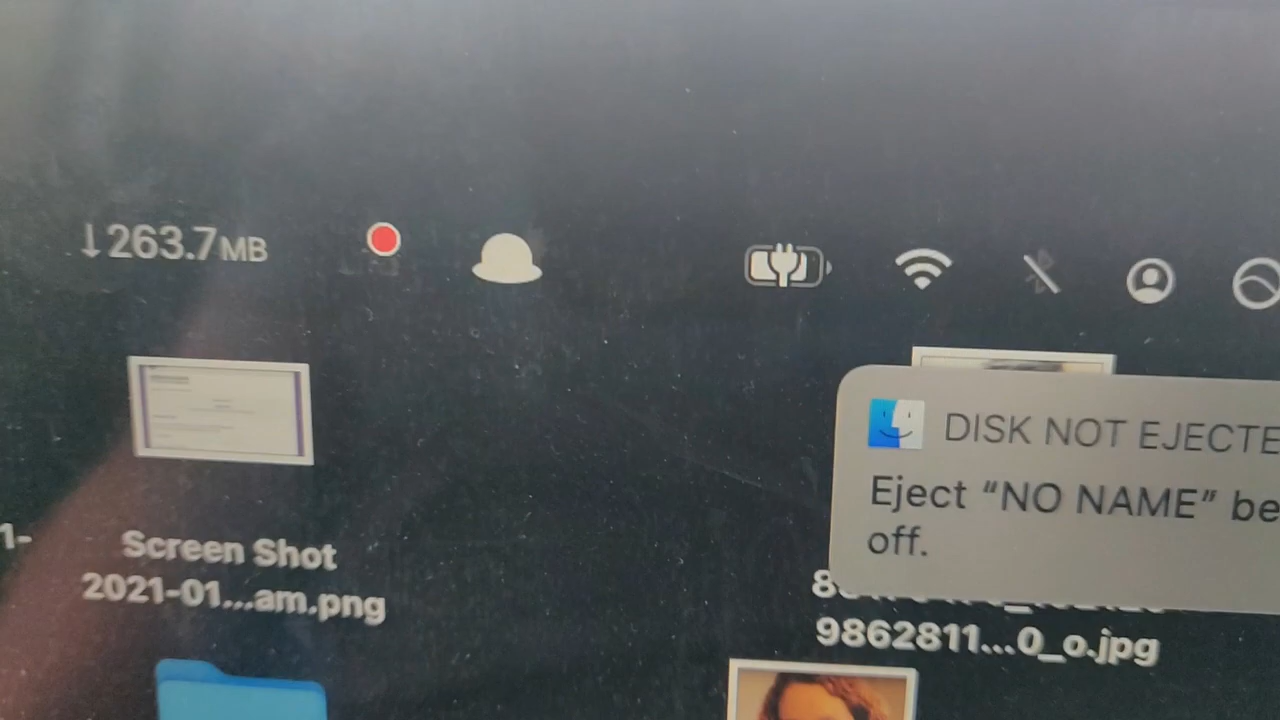 ↓263.7MB
DISK NOT EJECTE
Eject “NO NAME” be
off.
1-
Screen Shot
2021-01...am.png
9862811...0_o.jpg